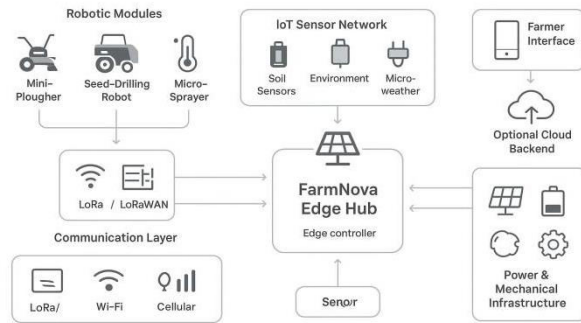 Robotic Modules
Mini-
Plougher
Seed-Drilling
Robot
Micro-
Sprayer
IoT Sensor Network
Soil
Sensors
Environment
Micro-
weather
Farmer
Interface
Optional Cloud
Backend
LoRa / LoRaWAN
FarmNova
Edge Hub
Edge controller
Communication Layer
LoRa/
Wi-Fi
Cellular
Power &
Mechanical
Infrastructure